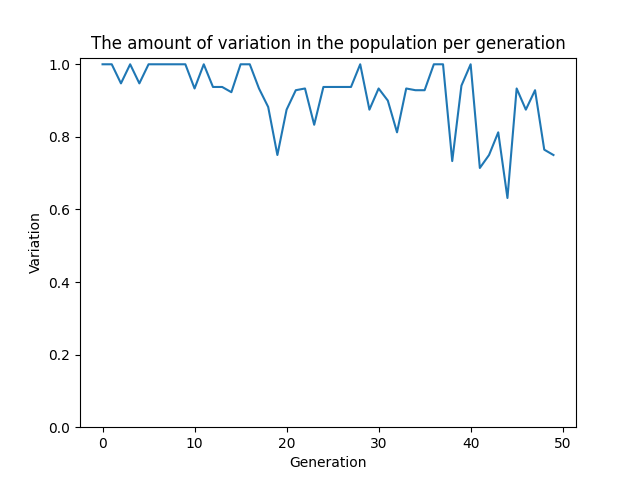 The amount of variation in the population per generation
1.0
0.8
0.6
0.4
0.2
0.0
Variation
0 10 20 30 40 50
Generation